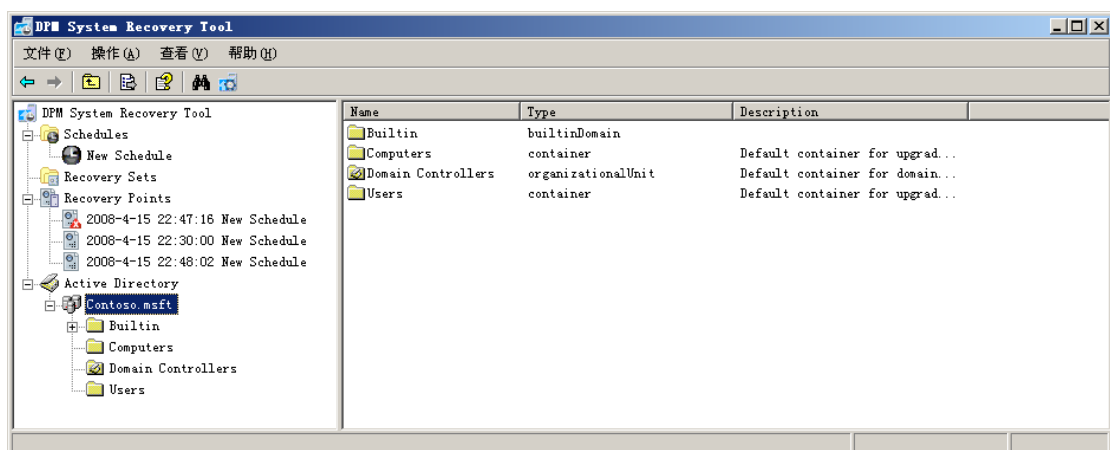 DPM System Recovery Tool
文件(F) 操作(A) 查看(V) 帮助(H)
DPM System Recovery Tool
Schedules
New Schedule
Recovery Sets
Recovery Points
2008-4-15 22:47:16 New Schedule
2008-4-15 22:30:00 New Schedule
2008-4-15 22:48:02 New Schedule
Active Directory
Contoso.msft
Builtin
Computers
Domain Controllers
Users
Name Type Description
Builtin builtinDomain
Computers container Default container for upgrad...
Domain Controllers organizationalUnit Default container for domain...
Users container Default container for upgrad...